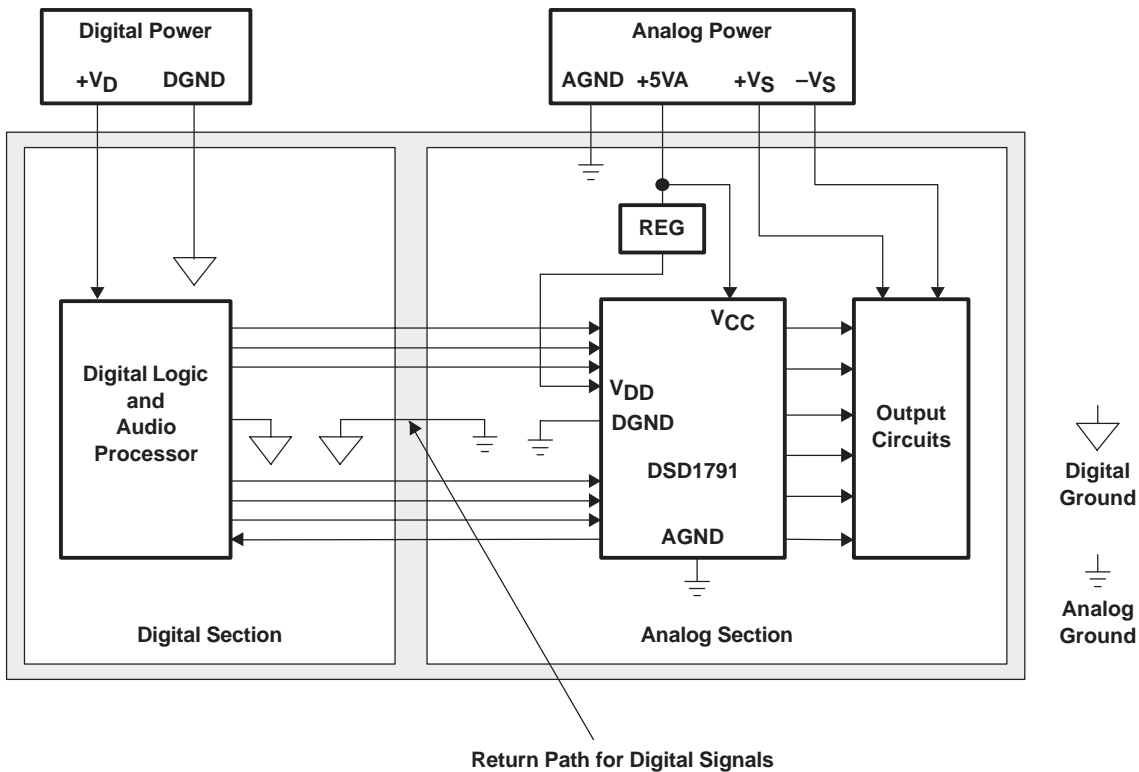 Digital Power
+VD DGND
Analog Power
AGND +5VA +VS –VS
REG
VCC
Digital Logic
and
Audio
Processor
VDD
DGND
DSD1791
AGND
Output
Circuits
Digital
Ground
Analog
Ground
Digital Section
Analog Section
Return Path for Digital Signals